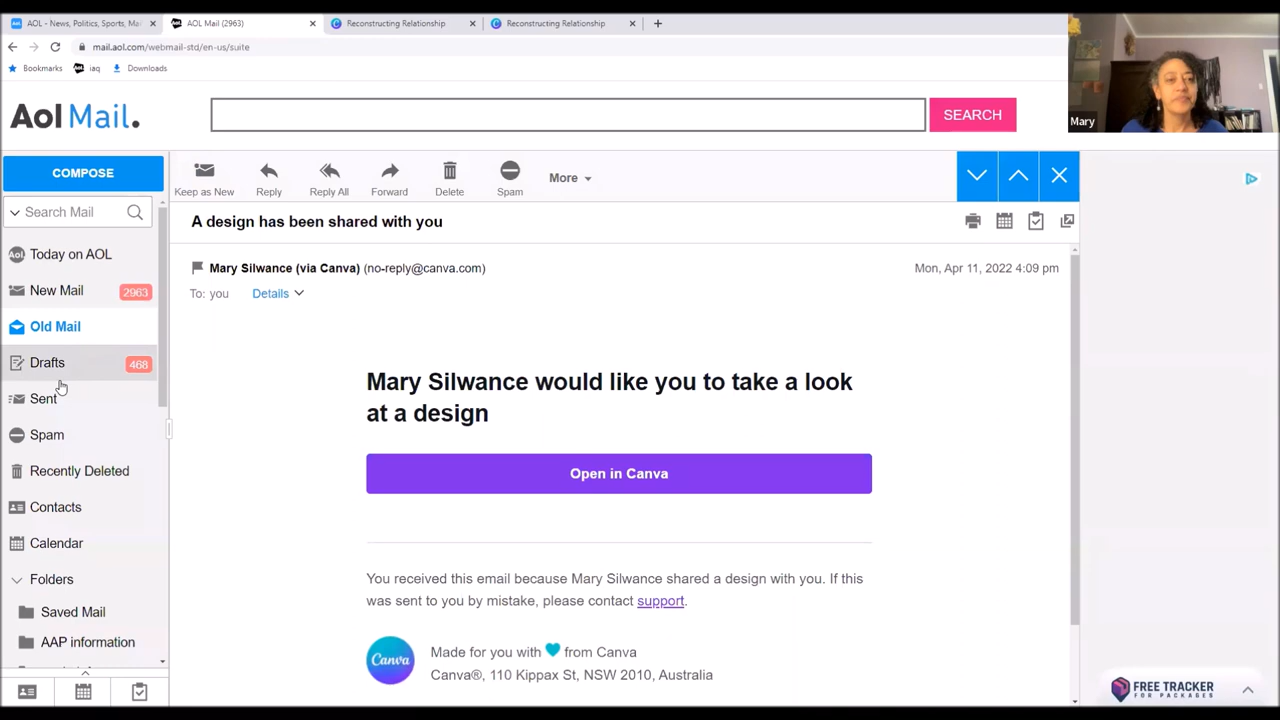 AOL - News, Politics, Sports, Ma
AOL Mail (2963)
Reconstructing Relationship
Reconstructing Relationship
mail.aol.com/webmail-std/en-us/suite
Bookmarks
iaq
Downloads
Mary
Aol Mail.
SEARCH
COMPOSE
Search Mail
Today on AOL
New Mail 2963
Old Mail
Drafts 468
Sent
Spam
Recently Deleted
Contacts
Calendar
Folders
Saved Mail
AAP information
Keep as New
Reply
Reply All
Forward
Delete
Spam
More
A design has been shared with you
Mary Silwance (via Canva) (no-reply@canva.com)
Mon, Apr 11, 2022 4:09 pm
To: you Details
Mary Silwance would like you to take a look
at a design
Open in Canva
You received this email because Mary Silwance shared a design with you. If this
was sent to you by mistake, please contact support.
Canva
Made for you with 💙 from Canva
Canva®, 110 Kippax St, NSW 2010, Australia
FREE TRACKER
FOR PACKAGES